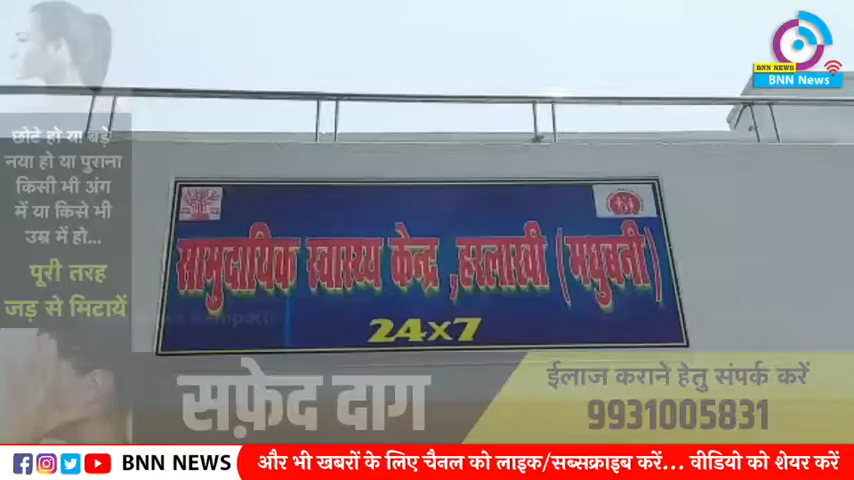 BNN NEWS
BNN News
छोटे हो या बड़े
नया हो या पुराना
किसी भी अंग
में या किसे भी
उम्र में हो...
पूरी तरह
जड़ से मिटायें
सामुदायिक स्वास्थ्य केन्द्र ,हरलाखी (मधुबनी)
24x7
सफ़ेद दाग
ईलाज कराने हेतु संपर्क करें
9931005831
BNN NEWS
और भी खबरों के लिए चैनल को लाइक/सब्सक्राइब करें... वीडियो को शेयर करें